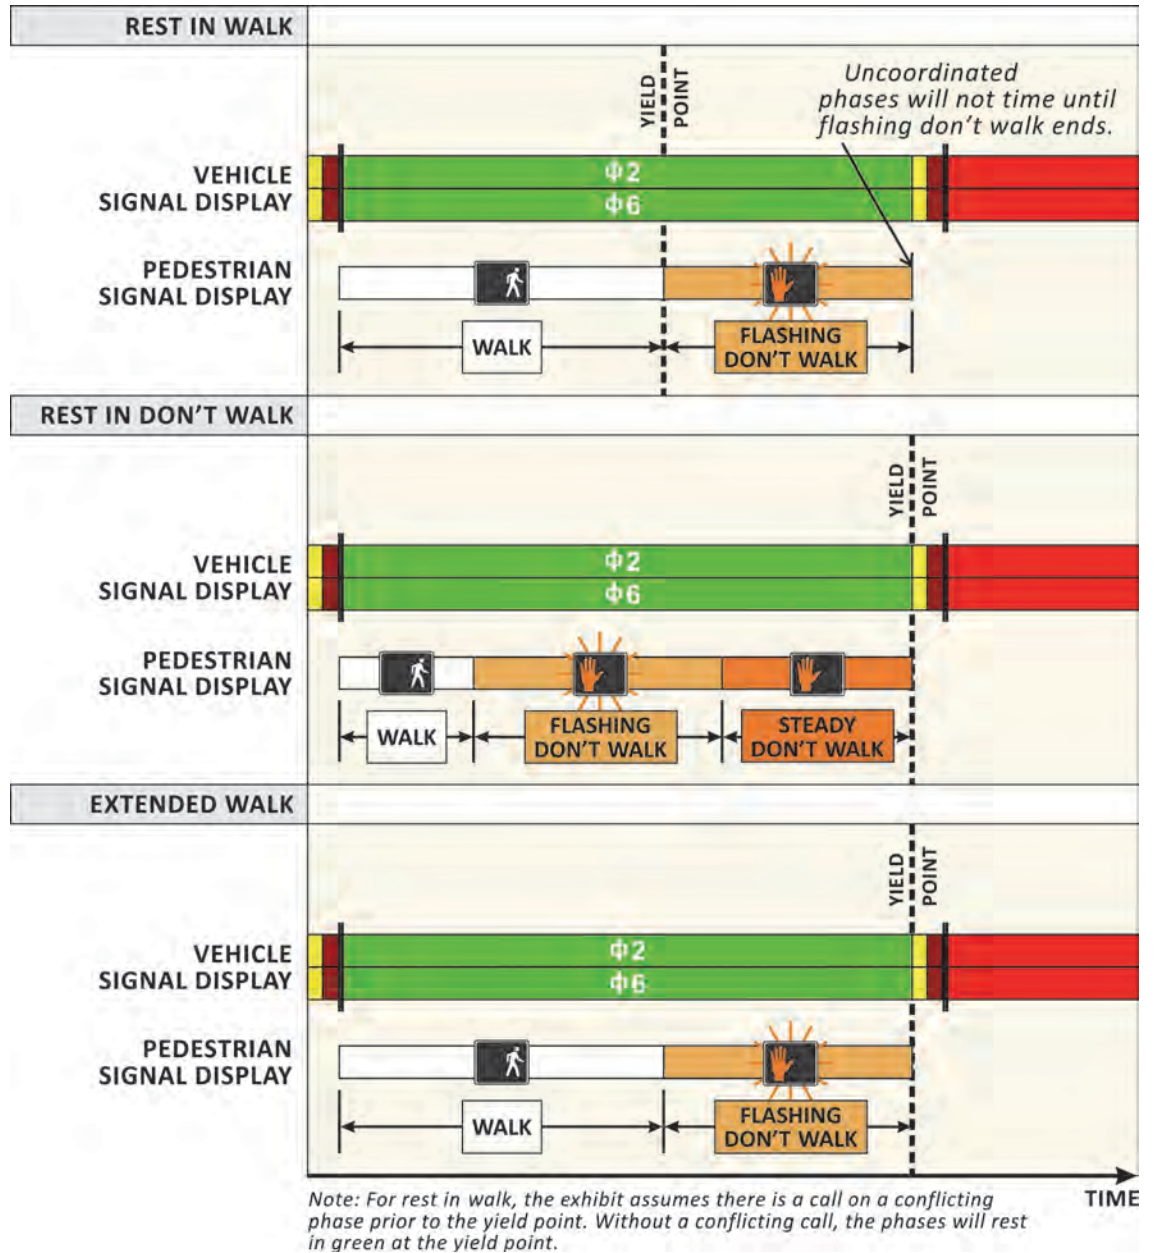 REST IN WALK
YIELD
POINT
Uncoordinated
phases will not time until
flashing don't walk ends.
VEHICLE
SIGNAL DISPLAY
Φ2
Φ6
PEDESTRIAN
SIGNAL DISPLAY
WALK
FLASHING
DON'T WALK
REST IN DON'T WALK
YIELD
POINT
VEHICLE
SIGNAL DISPLAY
Φ2
Φ6
PEDESTRIAN
SIGNAL DISPLAY
WALK
FLASHING
DON'T WALK
STEADY
DON'T WALK
EXTENDED WALK
YIELD
POINT
VEHICLE
SIGNAL DISPLAY
Φ2
Φ6
PEDESTRIAN
SIGNAL DISPLAY
WALK
FLASHING
DON'T WALK
TIME
Note: For rest in walk, the exhibit assumes there is a call on a conflicting
phase prior to the yield point. Without a conflicting call, the phases will rest
in green at the yield point.